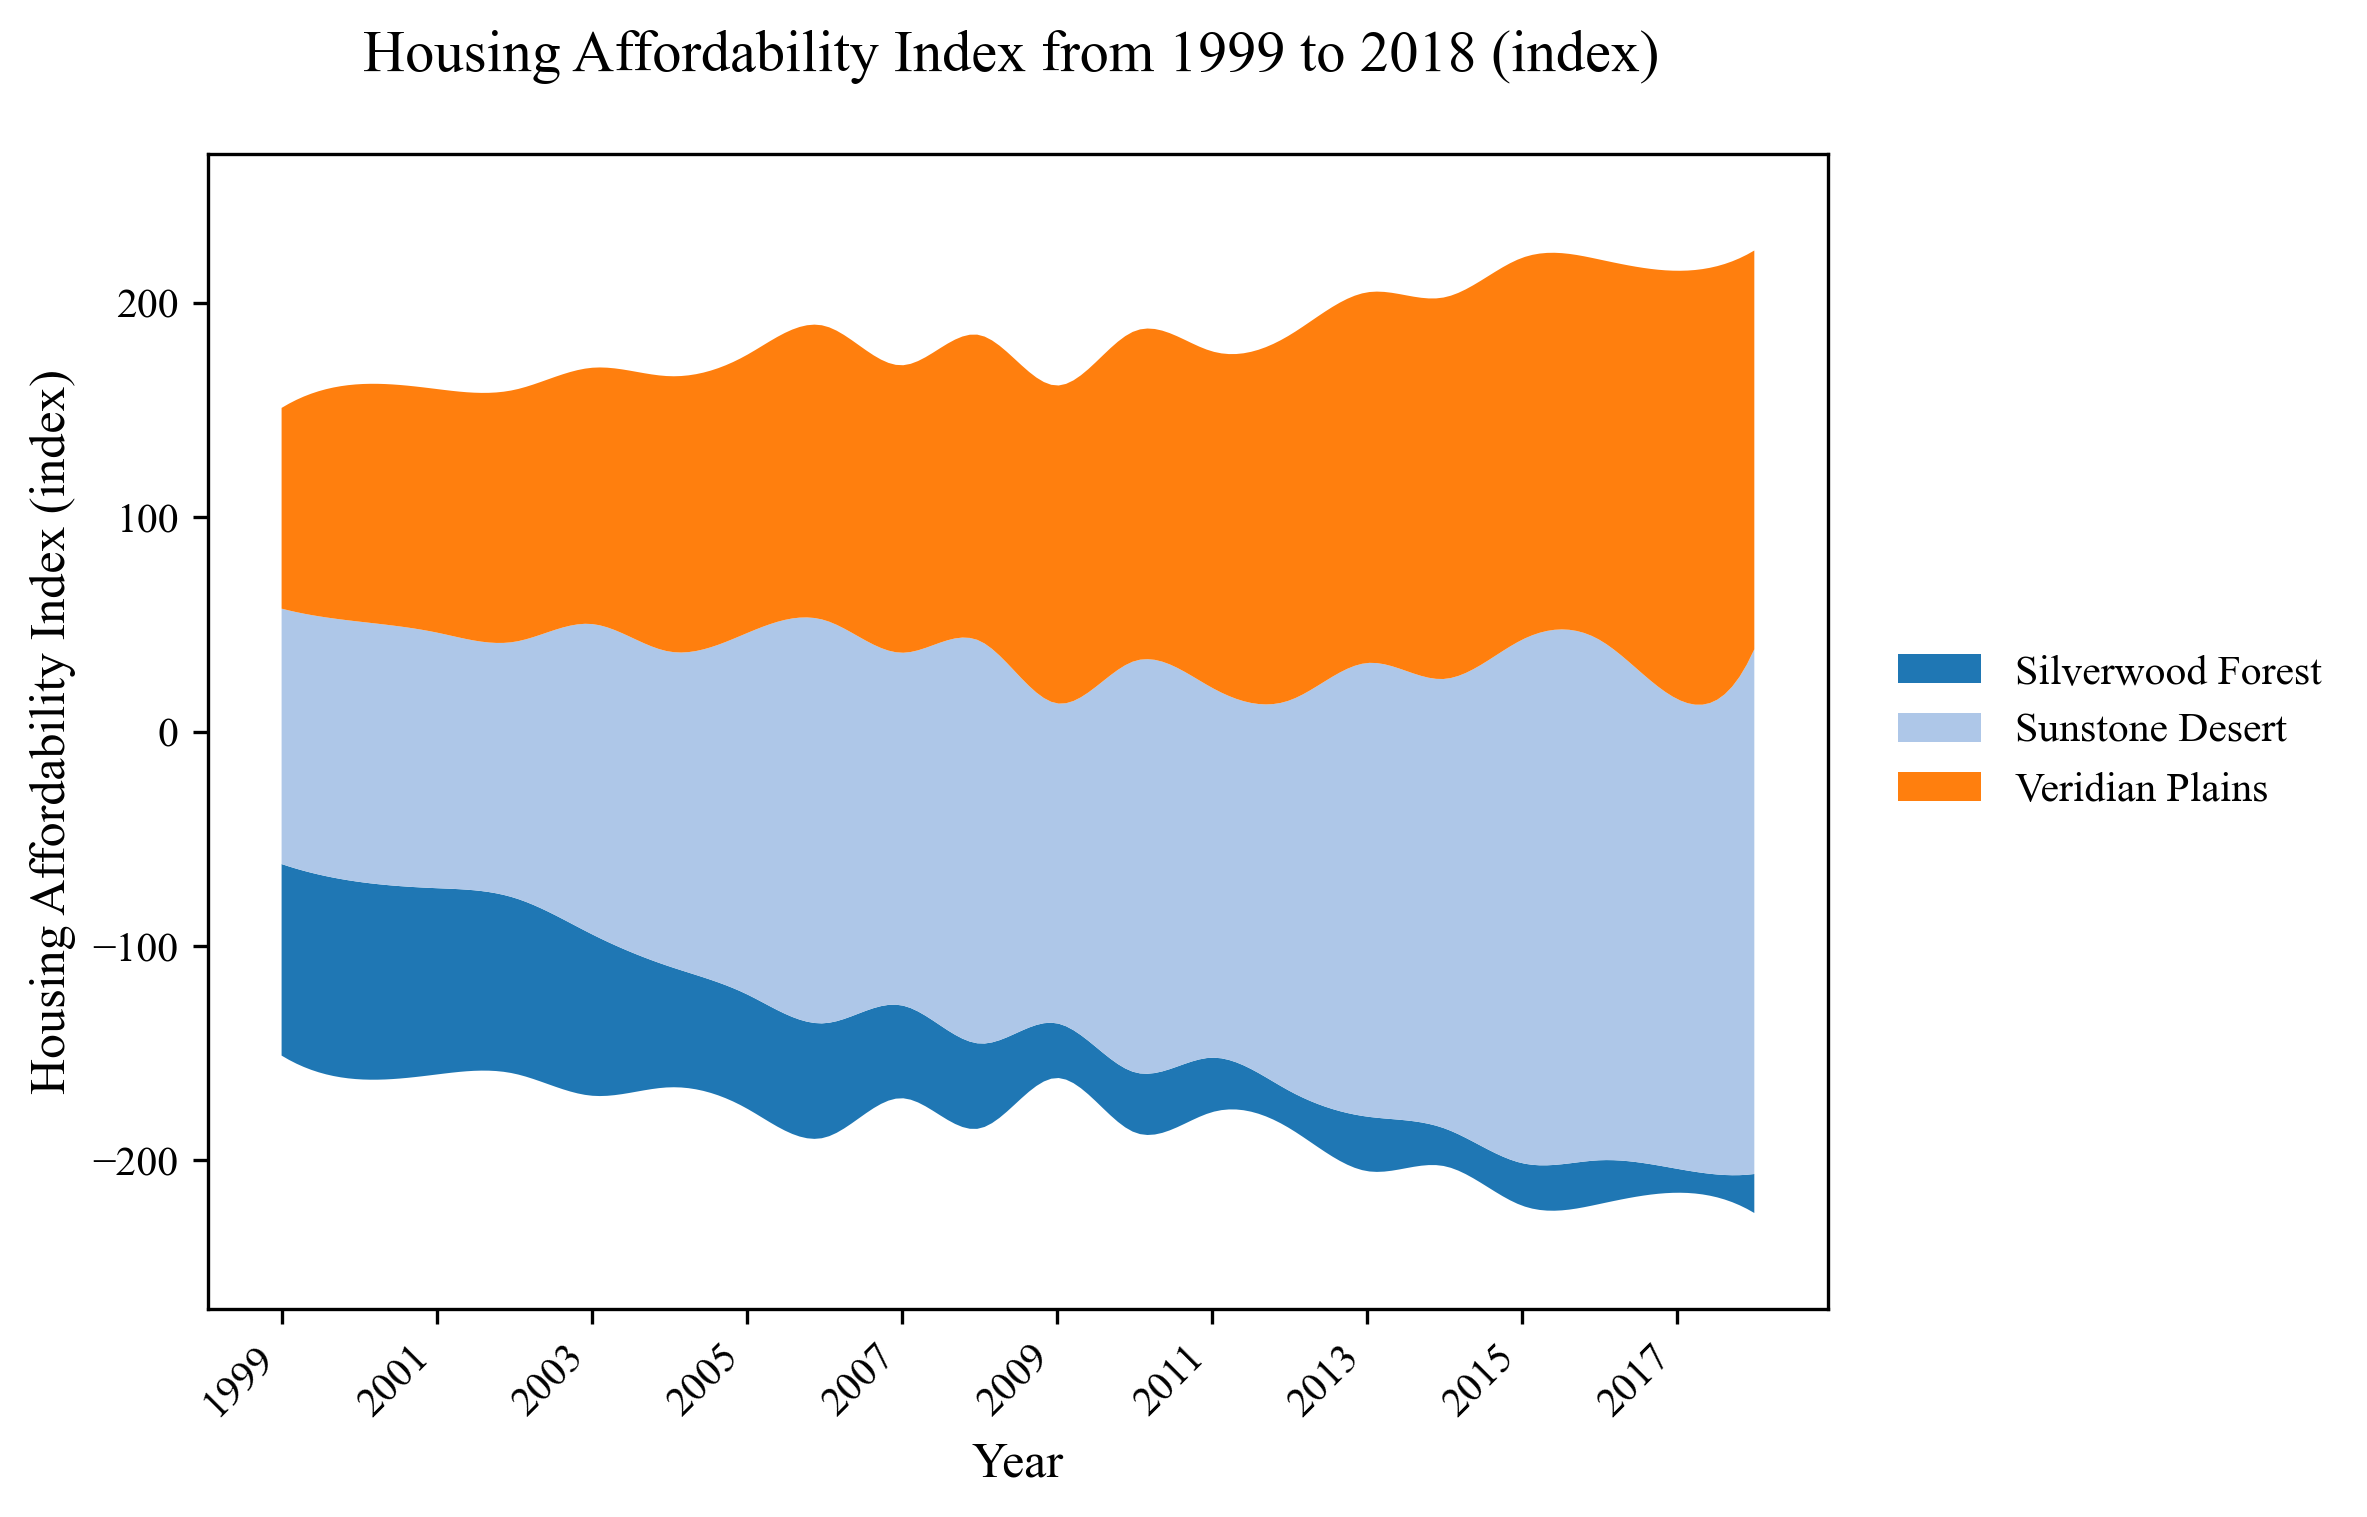 Housing Affordability Index from 1999 to 2018 (index)
Housing Affordability Index (index)
200
100
0
−100
−200
1999
2001
2003
2005
2007
2009
2011
2013
2015
2017
Year
Silverwood Forest
Sunstone Desert
Veridian Plains